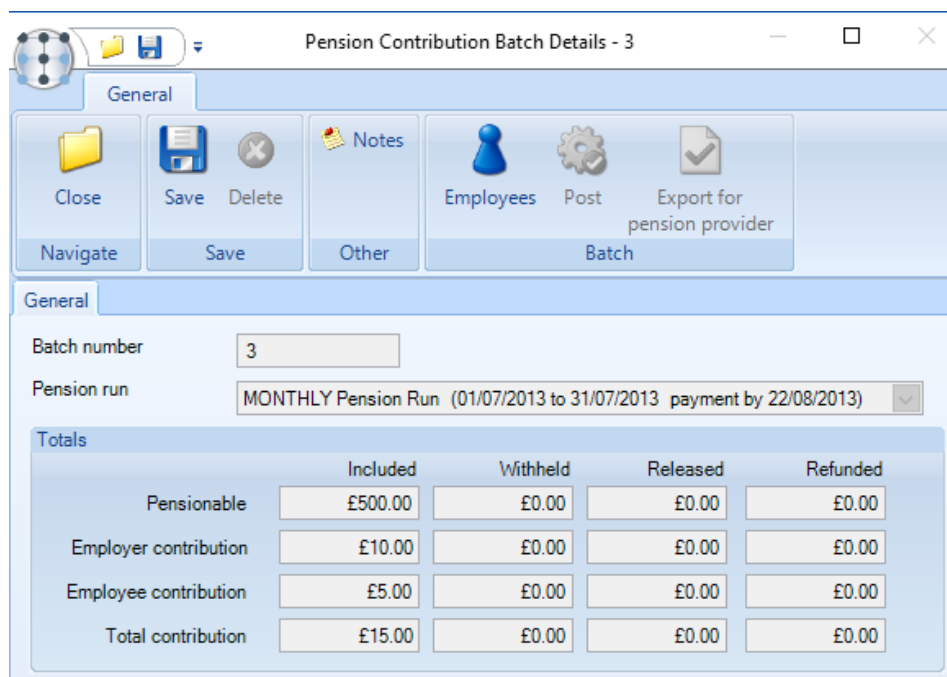 Pension Contribution Batch Details - 3
General
Close
Save
Delete
Notes
Employees
Post
Export for
pension provider
Navigate
Save
Other
Batch
General
Batch number
3
Pension run
MONTHLY Pension Run (01/07/2013 to 31/07/2013 payment by 22/08/2013)
Totals
Included Withheld Released Refunded
Pensionable £500.00 £0.00 £0.00 £0.00
Employer contribution £10.00 £0.00 £0.00 £0.00
Employee contribution £5.00 £0.00 £0.00 £0.00
Total contribution £15.00 £0.00 £0.00 £0.00